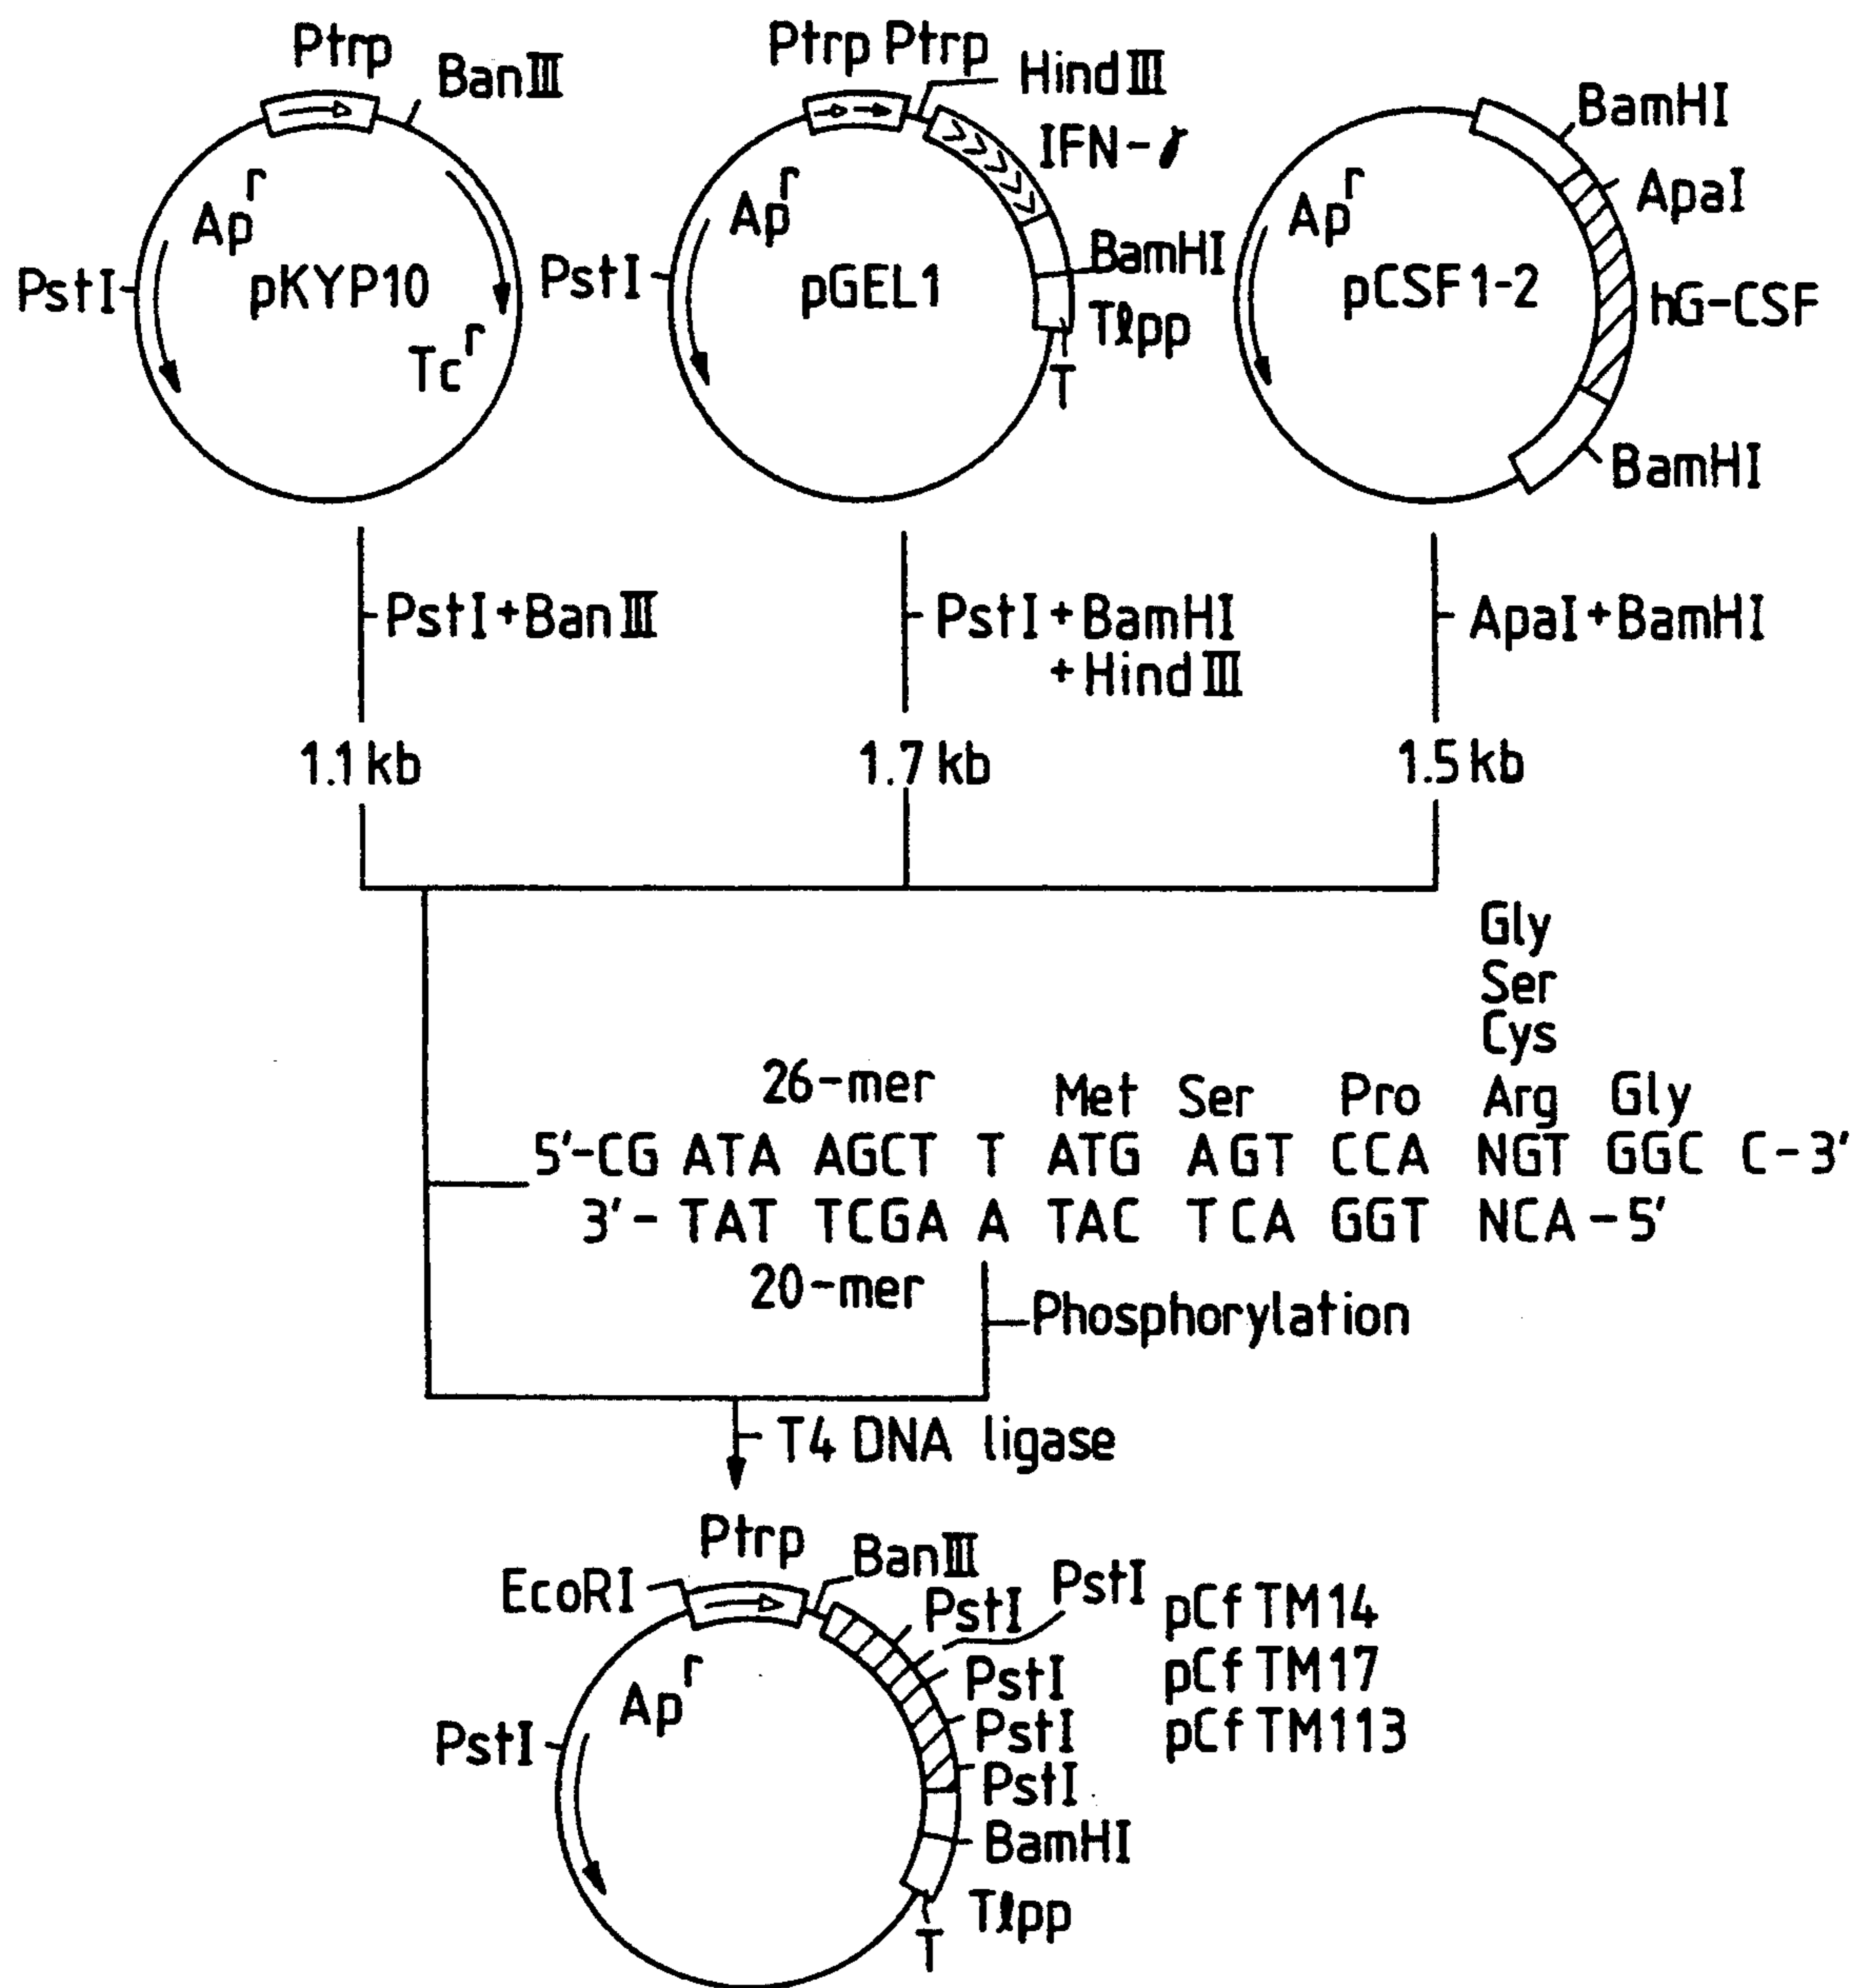 Ptrp
BanIII
Ap r
PstI
pKYP10
Tc r
Ptrp Ptrp
HindIII
IFN-γ
Ap r
PstI
pGEL1
BamHI
Tlpp
T
BamHI
ApaI
Ap r
pCSF1-2
hG-CSF
BamHI
PstI+BanIII
PstI+BamHI
+HindIII
ApaI+BamHI
1.1 kb
1.7 kb
1.5 kb
Gly
Ser
Cys
26-mer Met Ser Pro Arg Gly
5'-CG ATA AGCT T ATG AGT CCA NGT GGC C-3'
3'- TAT TCGA A TAC TCA GGT NCA-5'
20-mer
Phosphorylation
T4 DNA ligase
Ptrp
EcoRI
BanIII
PstI
PstI
pCfTM14
PstI
pCfTM17
Ap r
PstI
pCfTM113
PstI
PstI
BamHI
Tlpp
T